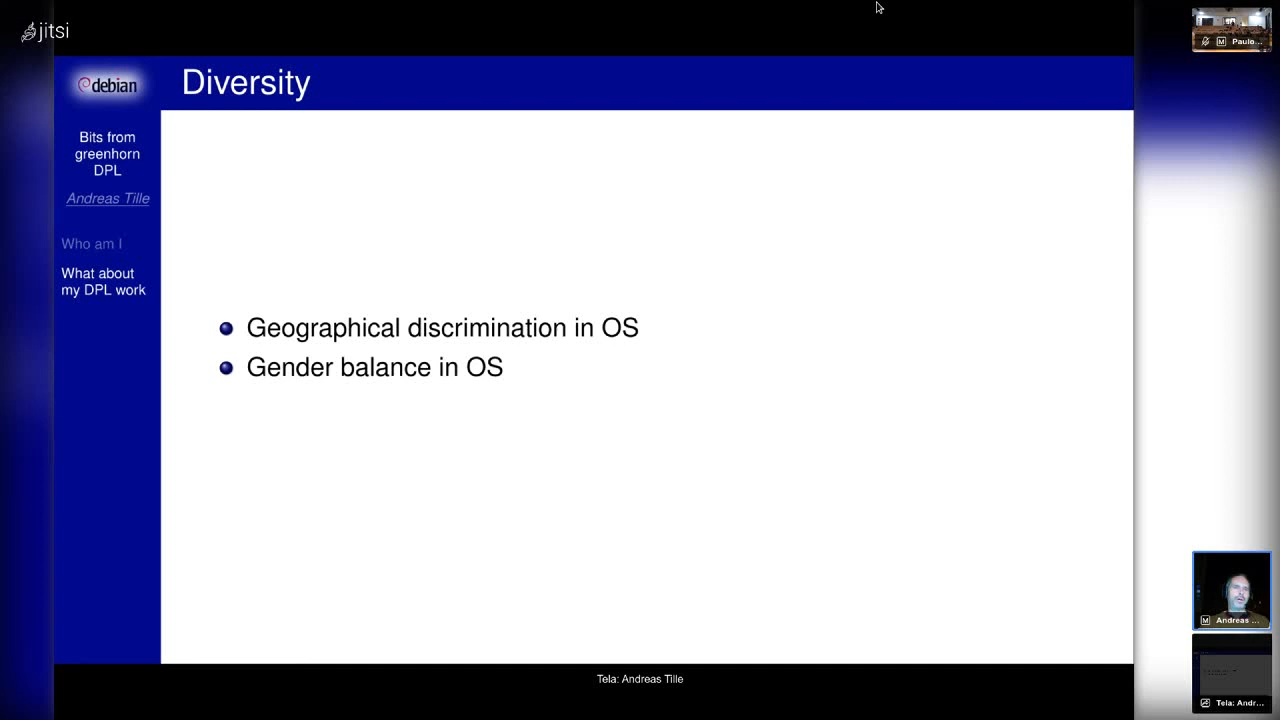 jitsi
debian
Diversity
Bits from
greenhorn
DPL
Andreas Tille
Who am I
What about
my DPL work
Geographical discrimination in OS
Gender balance in OS
Tela: Andreas Tille
M Paulo...
M Andreas ...
Tela: Andr...